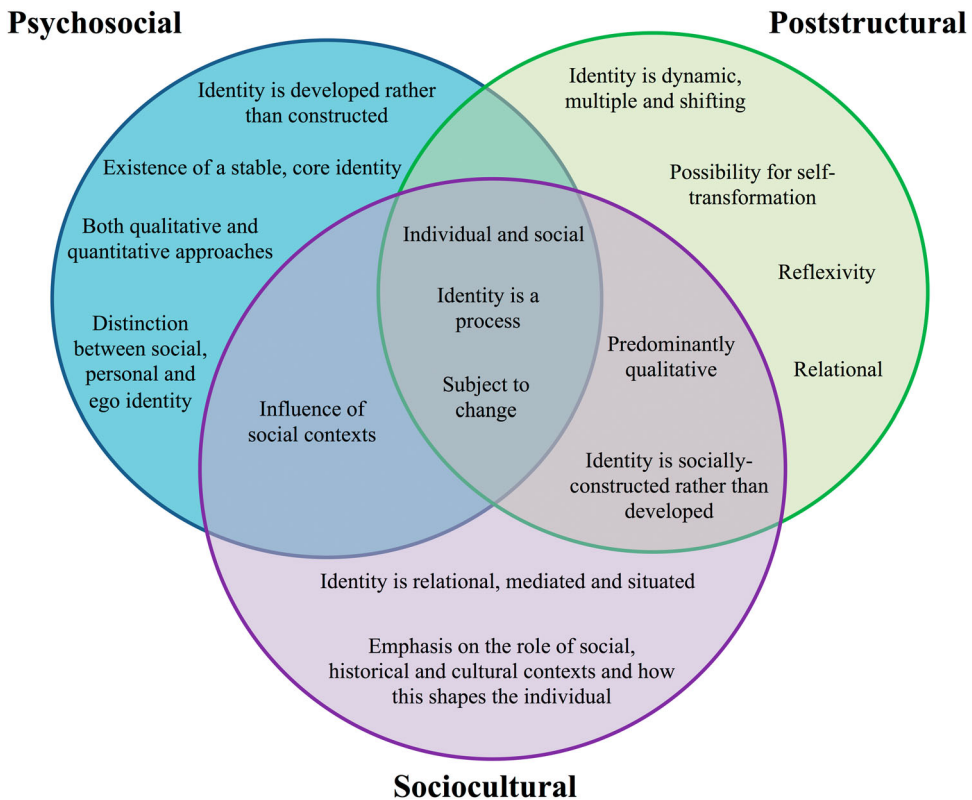 Psychosocial
Poststructural
Identity is developed rather
than constructed
Existence of a stable, core identity
Both qualitative and
quantitative approaches
Distinction
between social,
personal and
ego identity
Identity is dynamic,
multiple and shifting
Possibility for self-
transformation
Reflexivity
Relational
Individual and social
Identity is a
process
Subject to
change
Influence of
social contexts
Predominantly
qualitative
Identity is socially-
constructed rather than
developed
Identity is relational, mediated and situated
Emphasis on the role of social,
historical and cultural contexts and how
this shapes the individual
Sociocultural